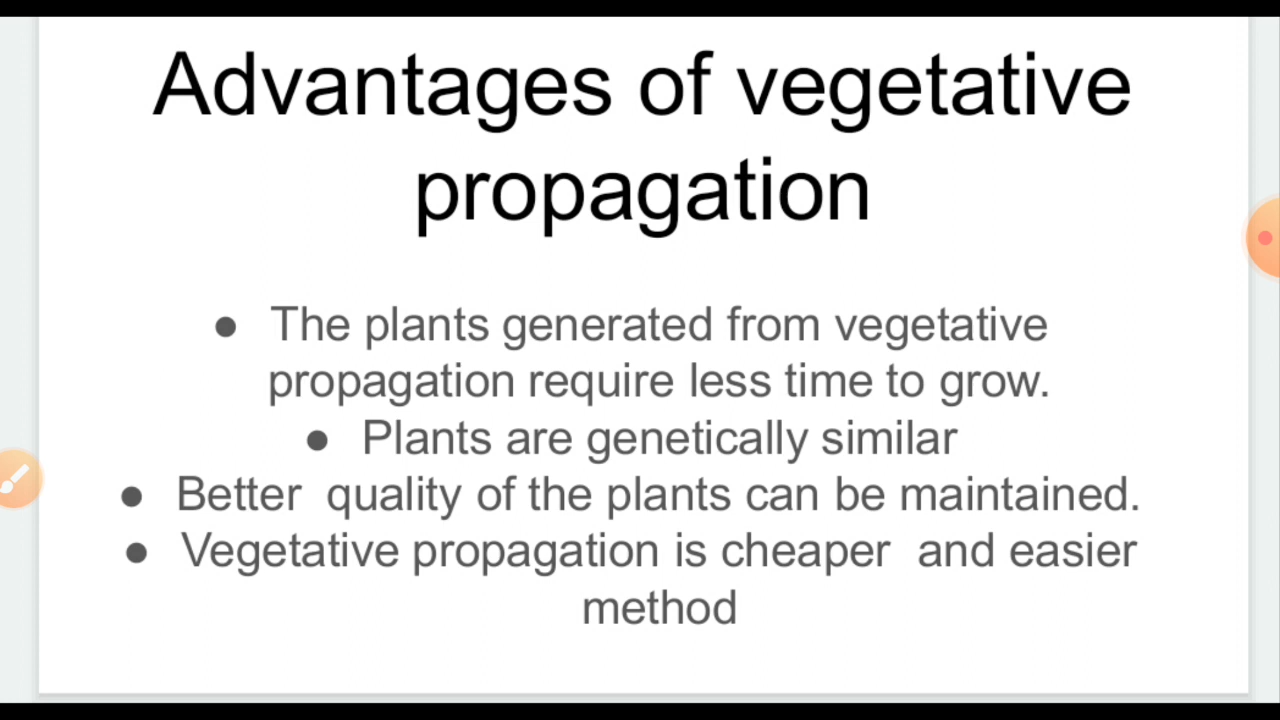 Advantages of vegetative
propagation
● The plants generated from vegetative
propagation require less time to grow.
● Plants are genetically similar
● Better  quality of the plants can be maintained.
● Vegetative propagation is cheaper  and easier
method